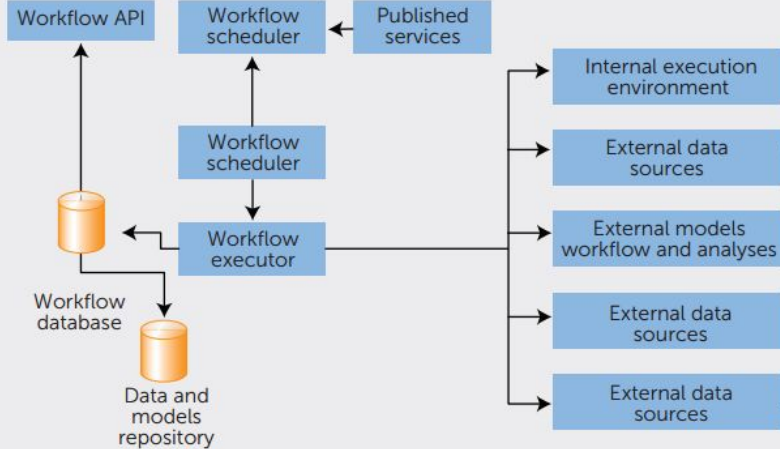 Workflow API
Workflow
scheduler
Published
services
Internal execution
environment
Workflow
scheduler
External data
sources
Workflow
executor
External models
workflow and analyses
Workflow
database
External data
sources
Data and
models
repository
External data
sources